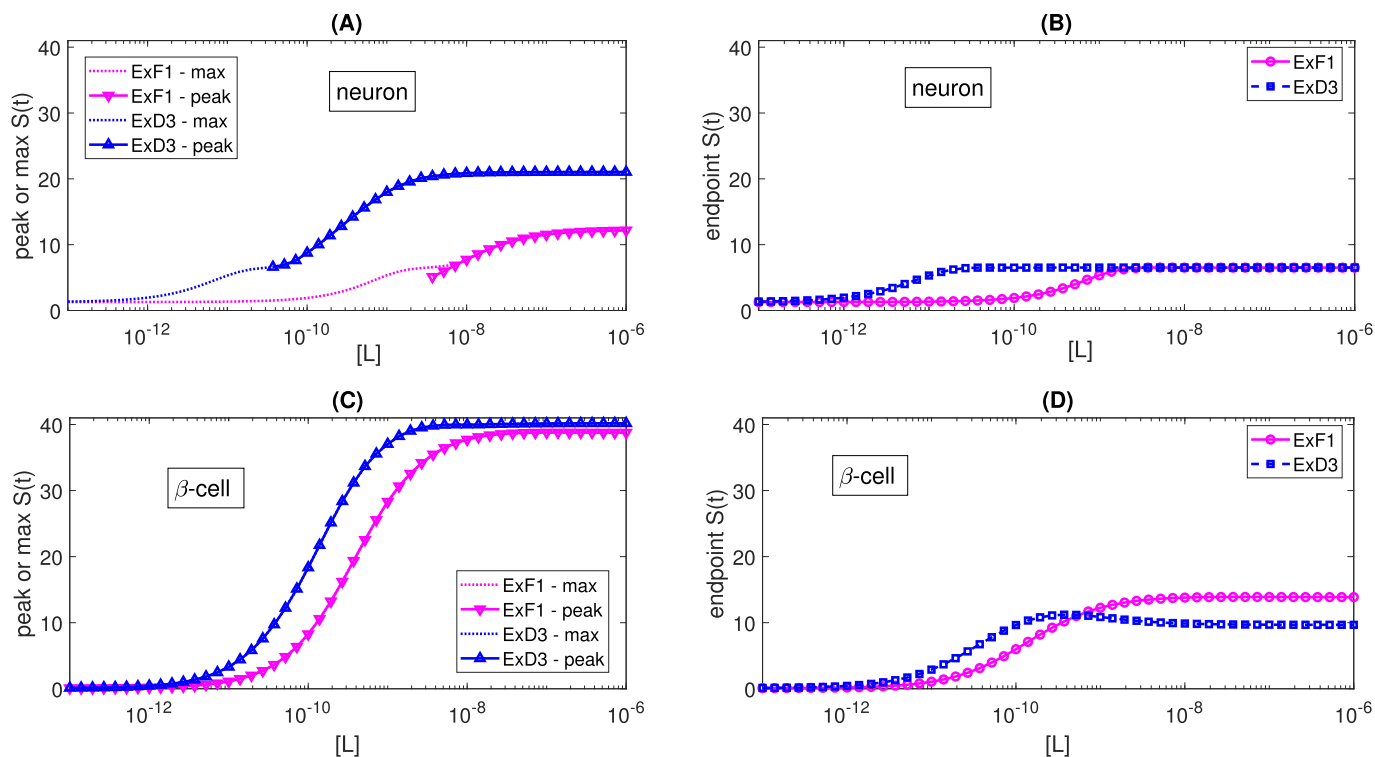 (A)
peak or max S(t)
40
30
20
10
0
ExF1 - max
ExF1 - peak
ExD3 - max
ExD3 - peak
neuron
10⁻¹² 10⁻¹⁰ 10⁻⁸ 10⁻⁶
[L]
(B)
endpoint S(t)
40
30
20
10
0
neuron
ExF1
ExD3
10⁻¹² 10⁻¹⁰ 10⁻⁸ 10⁻⁶
[L]
(C)
peak or max S(t)
40
30
20
10
0
β-cell
ExF1 - max
ExF1 - peak
ExD3 - max
ExD3 - peak
10⁻¹² 10⁻¹⁰ 10⁻⁸ 10⁻⁶
[L]
(D)
endpoint S(t)
40
30
20
10
0
β-cell
ExF1
ExD3
10⁻¹² 10⁻¹⁰ 10⁻⁸ 10⁻⁶
[L]